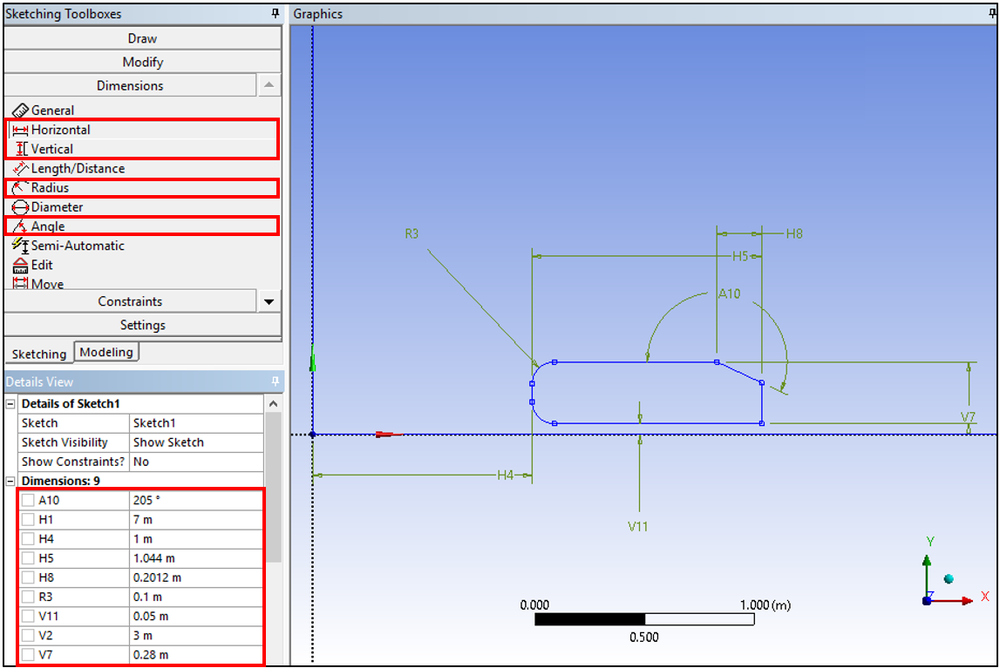 Sketching Toolboxes
Draw
Modify
Dimensions
General
Horizontal
Vertical
Length/Distance
Radius
Diameter
Angle
Semi-Automatic
Edit
Move
Constraints
Settings
Sketching Modeling
Details View
Details of Sketch1
Sketch Sketch1
Sketch Visibility Show Sketch
Show Constraints? No
Dimensions: 9
A10 205 °
H1 7 m
H4 1 m
H5 1.044 m
H8 0.2012 m
R3 0.1 m
V11 0.05 m
V2 3 m
V7 0.28 m
Graphics
R3
H8
H5
A10
V7
H4
V11
Y
Z
X
0.000 1.000 (m)
0.500